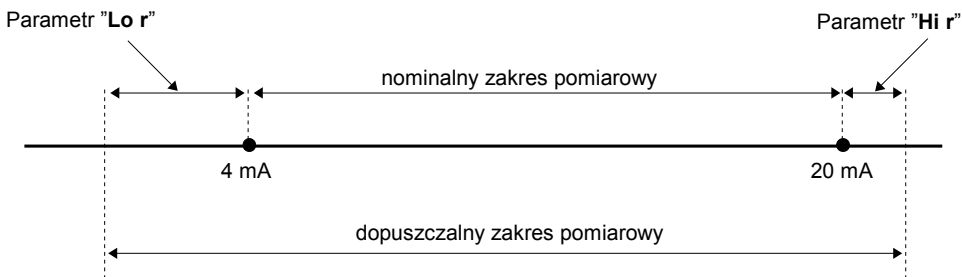 Parametr "Lo r"
Parametr "Hi r"
nominalny zakres pomiarowy
4 mA
20 mA
dopuszczalny zakres pomiarowy